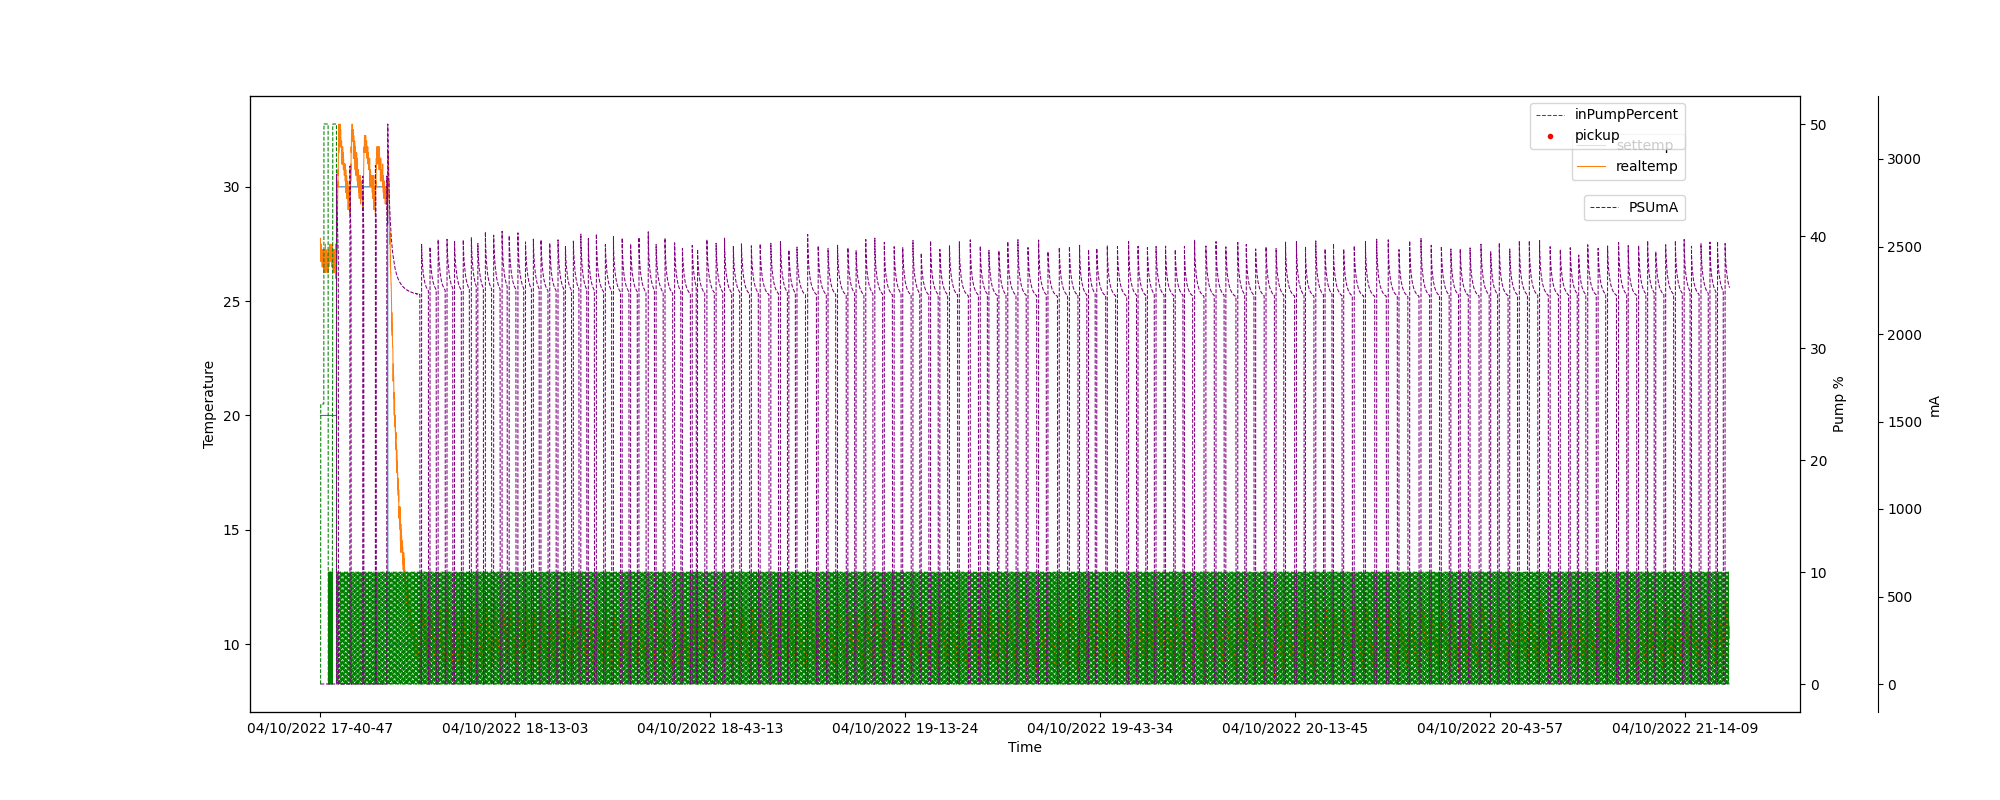 inPumpPercent
pickup
settemp
realtemp
PSUmA
30
25
20
15
10
Temperature
50
40
30
20
10
0
Pump %
3000
2500
2000
1500
1000
500
0
mA
04/10/2022 17-40-47
04/10/2022 18-13-03
04/10/2022 18-43-13
04/10/2022 19-13-24
04/10/2022 19-43-34
04/10/2022 20-13-45
04/10/2022 20-43-57
04/10/2022 21-14-09
Time